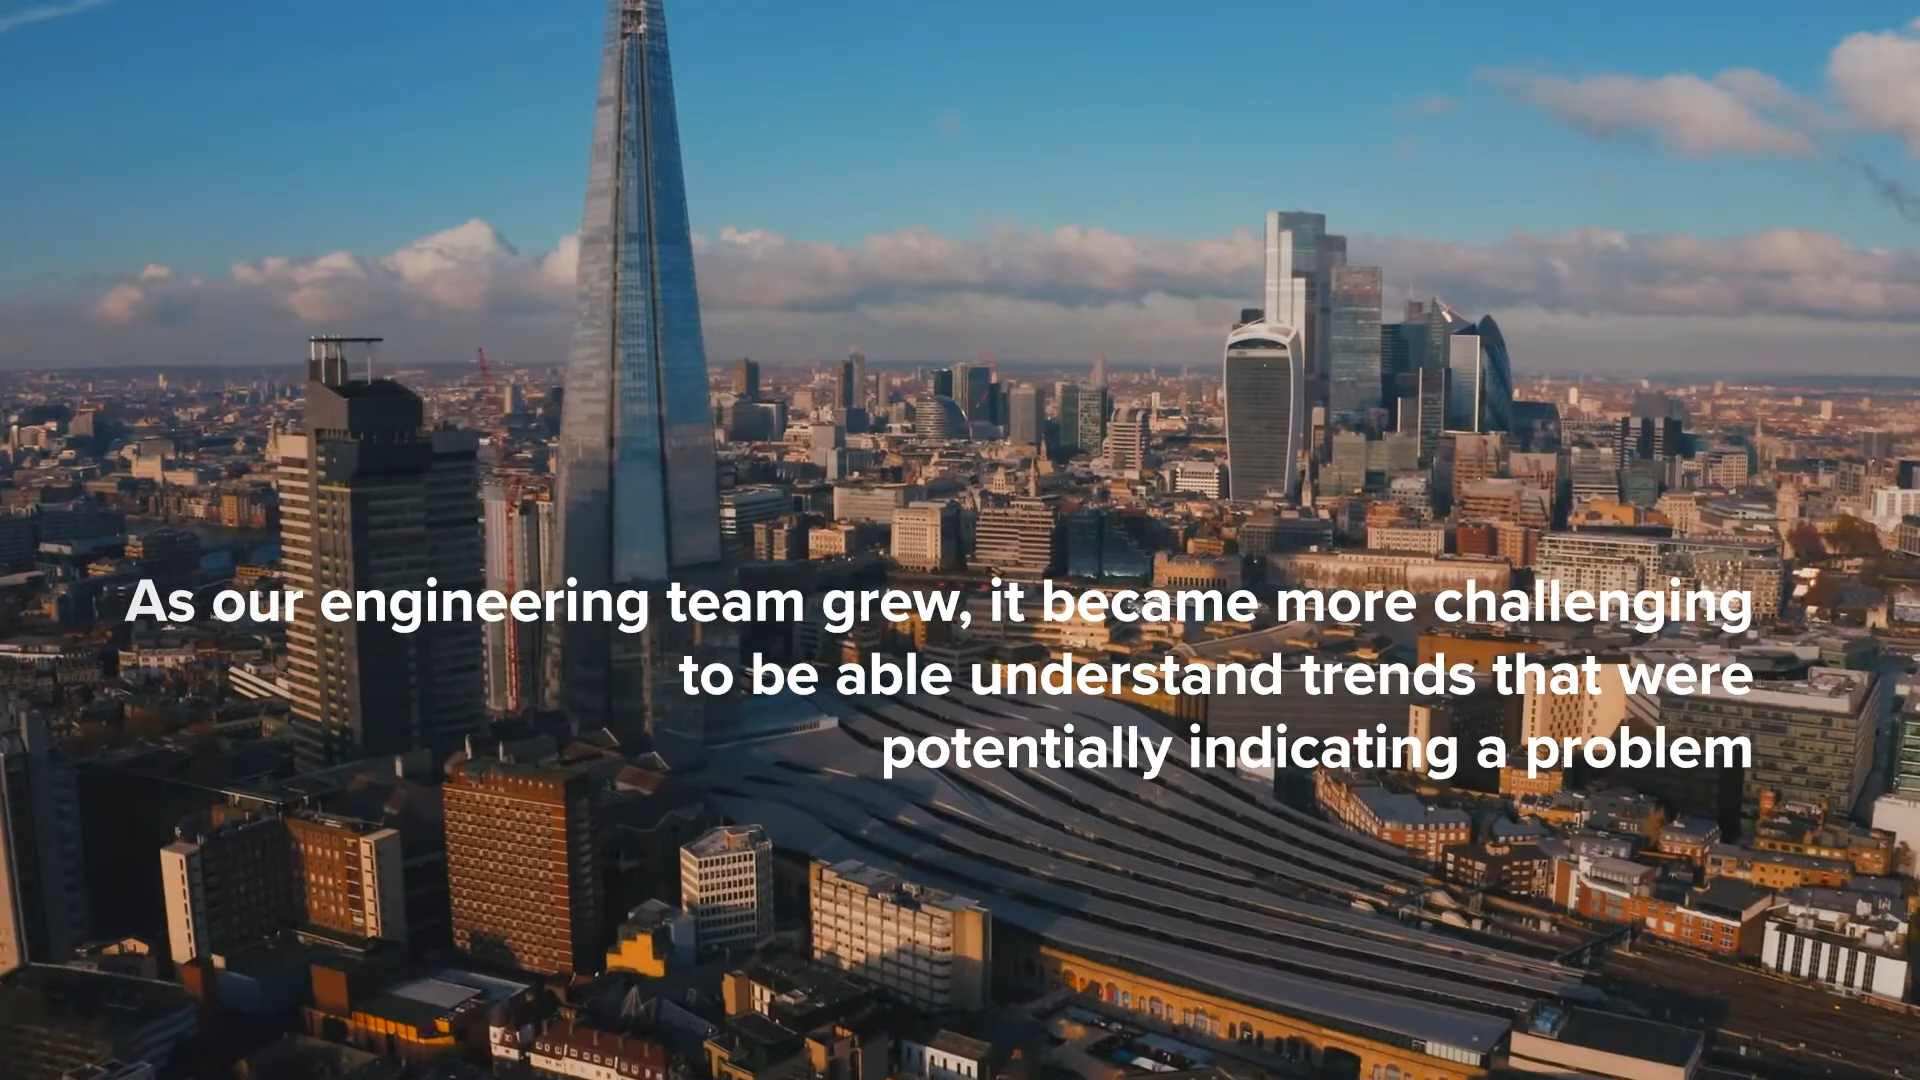 As our engineering team grew, it became more challenging
to be able understand trends that were
potentially indicating a problem